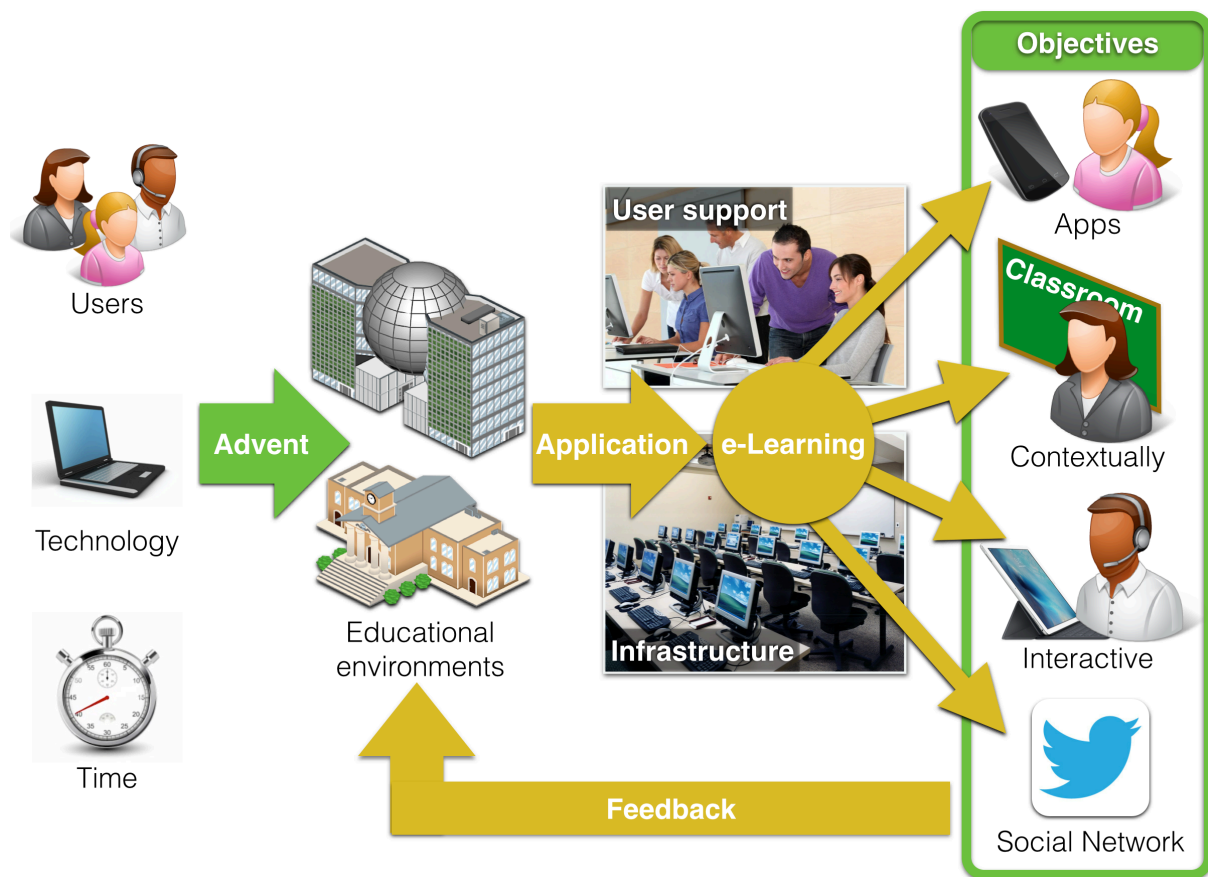 Objectives
Users
User support
Apps
Classroom
Technology
Advent
Application
e-Learning
Contextually
Educational
environments
Infrastructure
Interactive
Time
Feedback
Social Network